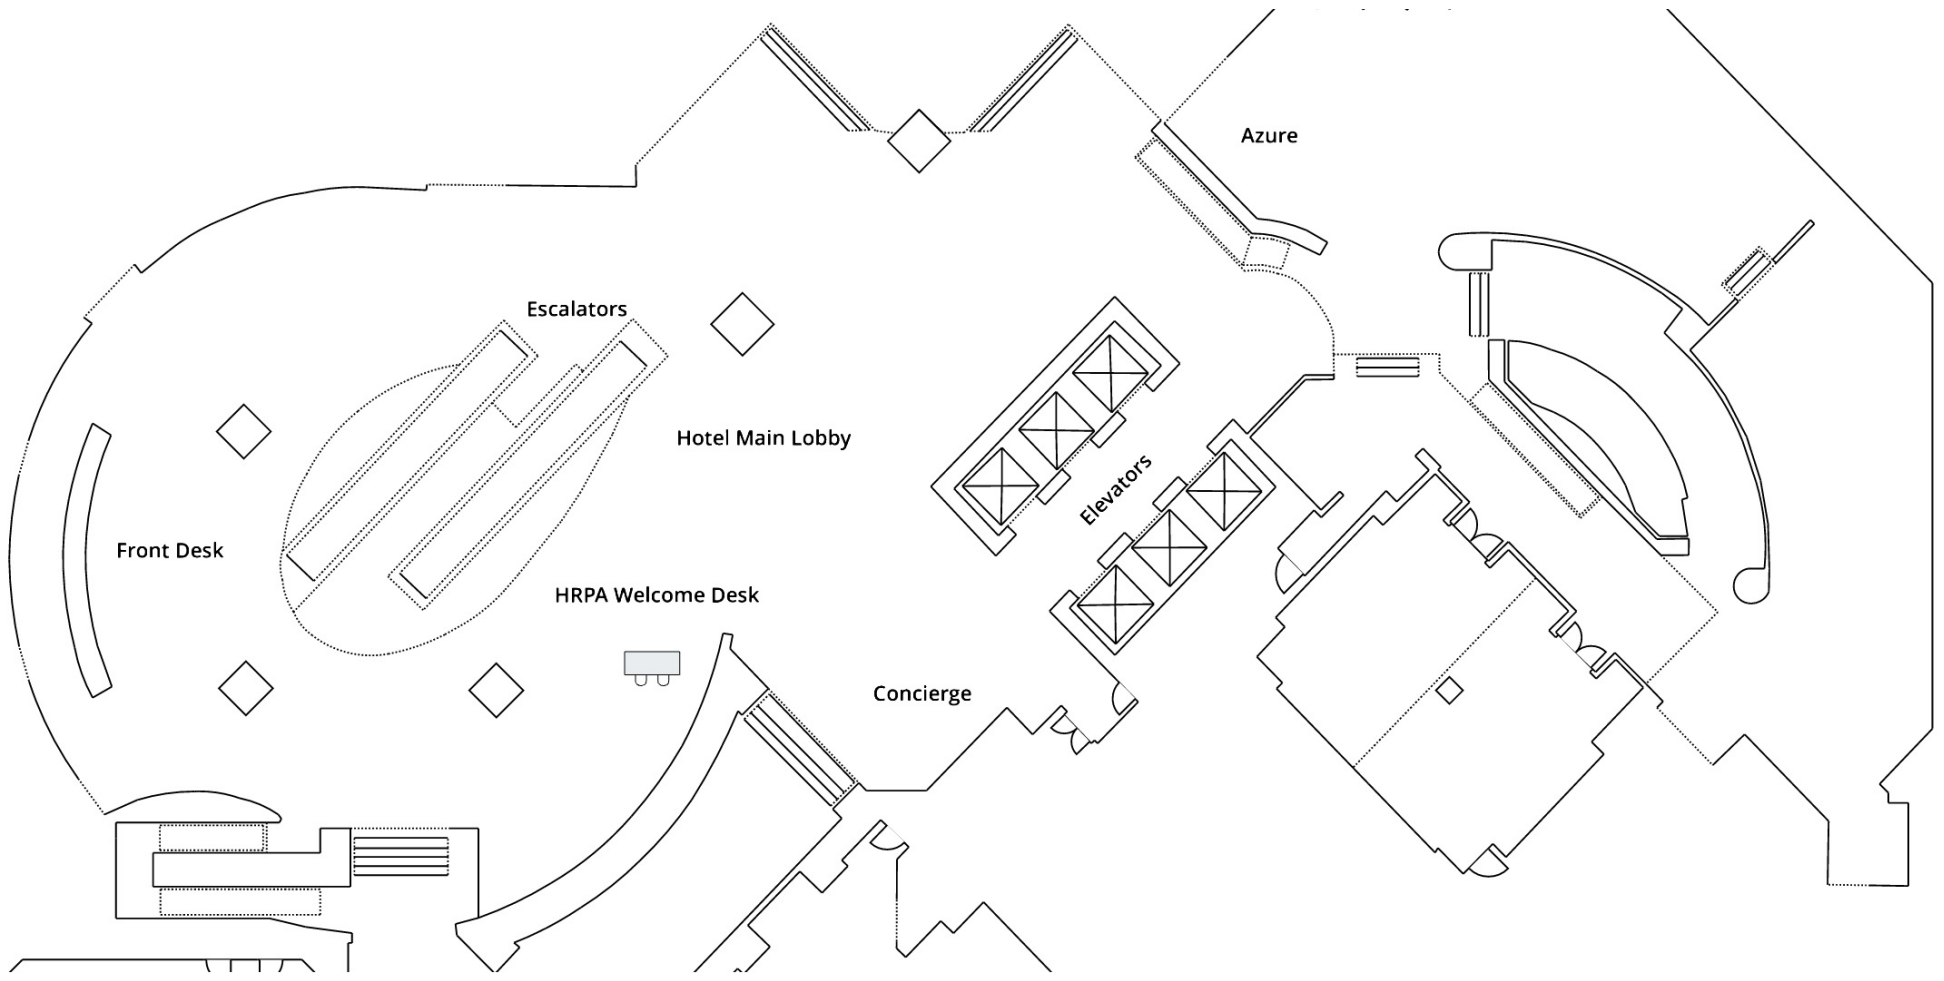 Azure
Escalators
Hotel Main Lobby
Elevators
Front Desk
HRPA Welcome Desk
Concierge